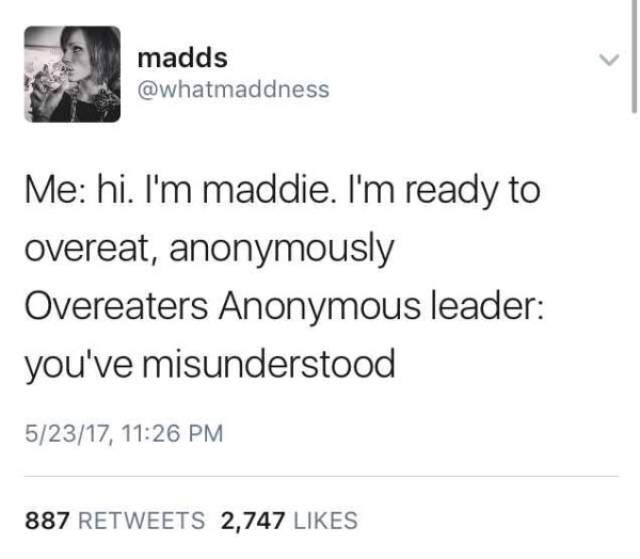 madds
@whatmaddness
Me: hi. I'm maddie. I'm ready to
overeat, anonymously
Overeaters Anonymous leader:
you've misunderstood
5/23/17, 11:26 PM
887 RETWEETS 2,747 LIKES